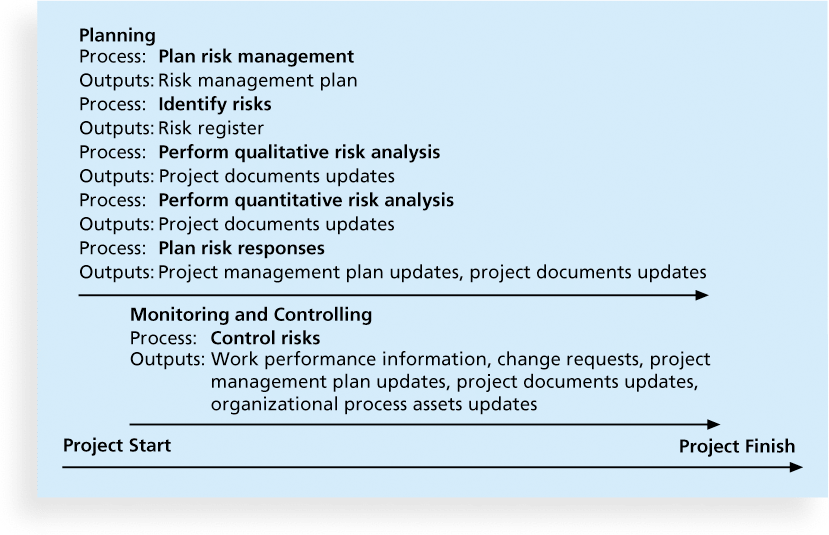 Planning
Process: Plan risk management
Outputs: Risk management plan
Process: Identify risks
Outputs: Risk register
Process: Perform qualitative risk analysis
Outputs: Project documents updates
Process: Perform quantitative risk analysis
Outputs: Project documents updates
Process: Plan risk responses
Outputs: Project management plan updates, project documents updates
Monitoring and Controlling
Process: Control risks
Outputs: Work performance information, change requests, project
management plan updates, project documents updates,
organizational process assets updates
Project Start
Project Finish